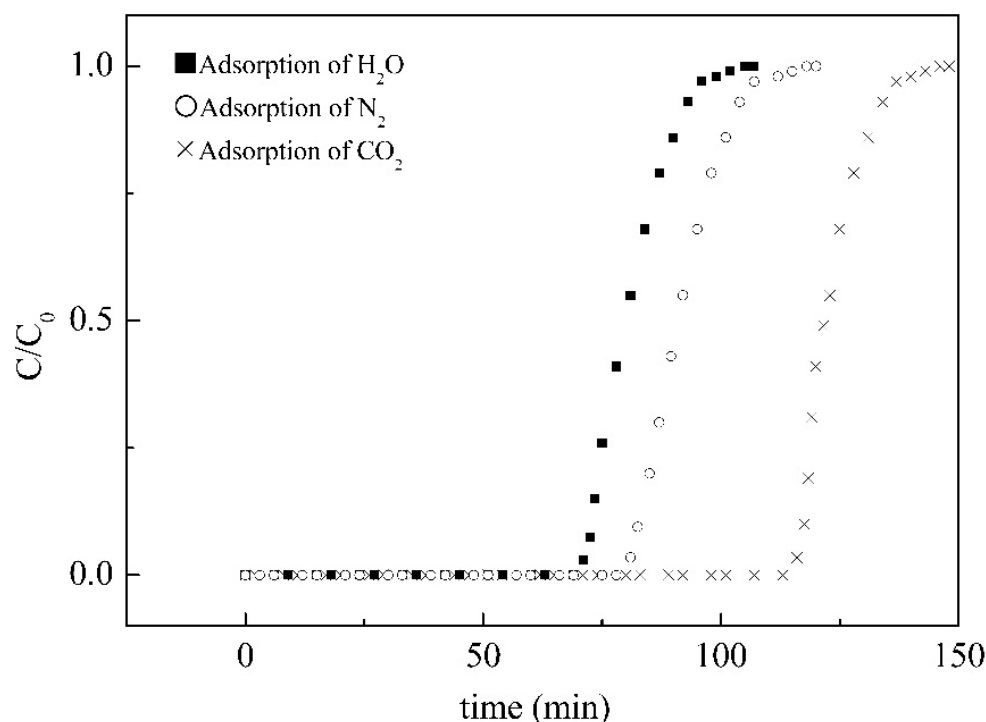 Adsorption of H₂O
Adsorption of N₂
Adsorption of CO₂
1.0
0.5
0.0
C/C₀
0 50 100 150
time (min)